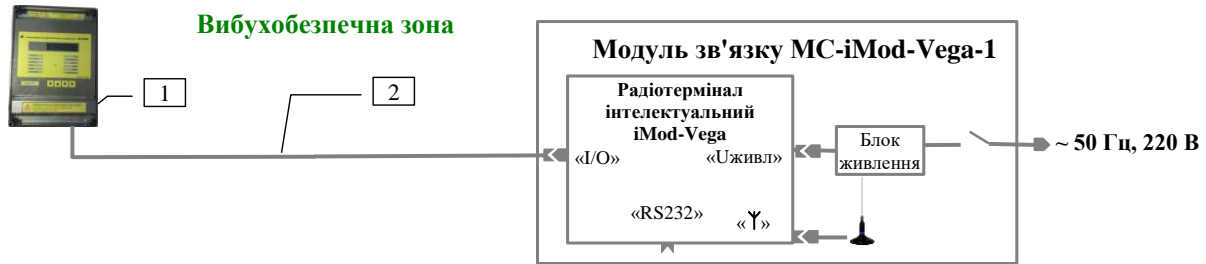 Вибухобезпечна зона
Модуль зв'язку МС-iMod-Vega-1
1
2
Радіотермінал
інтелектуальний
iMod-Vega
«I/O»
«Uживл»
Блок
живлення
~ 50 Гц, 220 В
«RS232»
« »